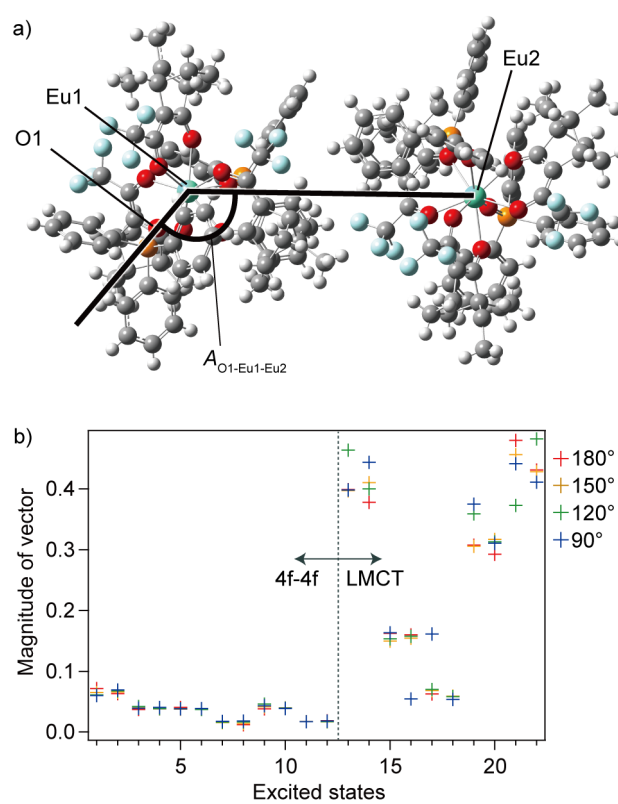 a)
Eu1
Eu2
O1
A O1-Eu1-Eu2
b)
Magnitude of vector
0.4
0.3
0.2
0.1
0.0
4f-4f
LMCT
180°
150°
120°
90°
5
10
15
20
Excited states